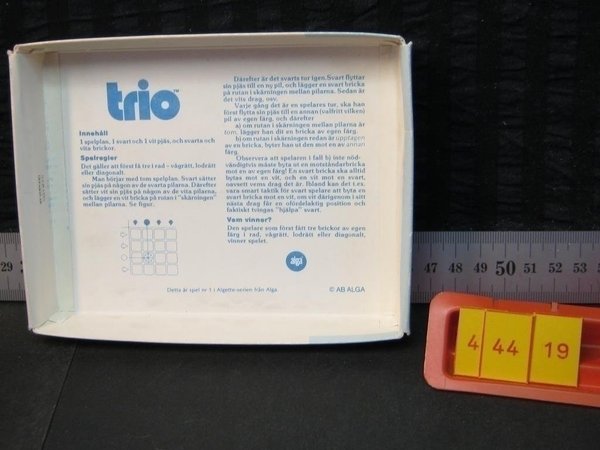 trio™
Innehåll
1 spelplan, 1 svart och 1 vit pjäs, och svarta och
vita brickor.
Spelregler
Det gäller att först få tre i rad – vågrätt, lodrätt
eller diagonalt.
Man börjar med tom spelplan. Svart sätter
sin pjäs på någon av de svarta pilarna. Därefter
sätter vit sin pjäs på någon av de vita pilarna,
och lägger en vit bricka på rutan i "skärningen"
mellan pilarna. Se figur.
Därefter är det svarts tur igen. Svart flyttar
sin pjäs till en ny pil, och lägger en svart bricka
på rutan i skärningen mellan pilarna. Sedan är
det vits drag, osv.
Varje gång det är en spelares tur, ska han
först flytta sin pjäs till en annan (valfritt vilken)
pil av egen färg, och därefter
a) om rutan i skärningen mellan pilarna är
tom, lägger han dit en bricka av egen färg.
b) om rutan i skärningen redan är upptagen
av en bricka, byter han ut den mot en av annan
färg.
Observera att spelaren i fall b) inte nöd-
vändigtvis måste byta ut en motståndarbricka
mot en av egen färg! En svart bricka ska alltid
bytas mot en vit, och en vit mot en svart,
oavsett vems drag det är. Ibland kan det t.ex.
vara smart taktik för svart spelare att byta en
egen svart mot en vit, om vit därigenom i sitt
nästa drag får en ofördelaktig position och
faktiskt tvingas "hjälpa" svart.
Vem vinner?
Den spelare som först fått tre brickor av egen
färg i rad, vågrätt, lodrätt eller diagonalt,
vinner spelet.
alga
Detta är spel nr 1 i Algette-serien från Alga.
© AB ALGA
29 47 48 49 50 51 52 53
4 44 19